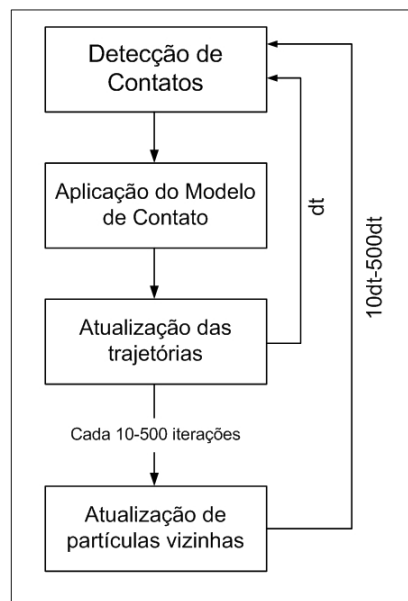 Detecção de
Contatos
Aplicação do Modelo
de Contato
dt
10dt-500dt
Atualização das
trajetórias
Cada 10-500 iterações
Atualização de
partículas vizinhas